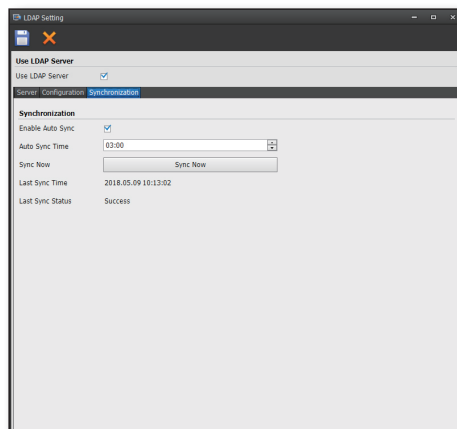 LDAP Setting
Use LDAP Server
Use LDAP Server
Server Configuration Synchronization
Synchronization
Enable Auto Sync
Auto Sync Time 03:00
Sync Now Sync Now
Last Sync Time 2018.05.09 10:13:02
Last Sync Status Success